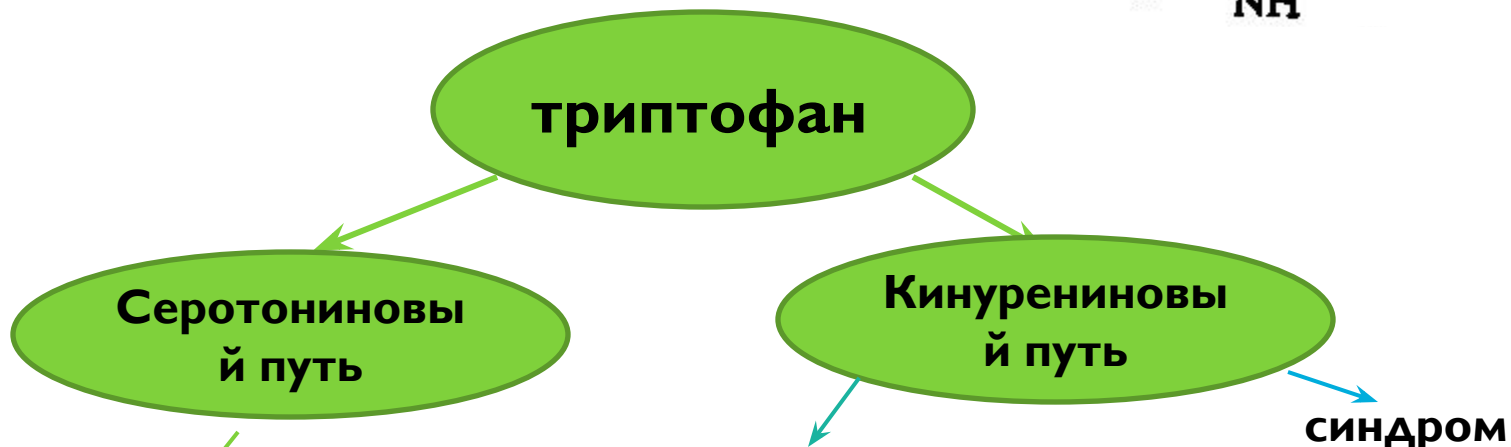 NH
триптофан
Серотониновы
й путь
Кинурениновы
й путь
синдром